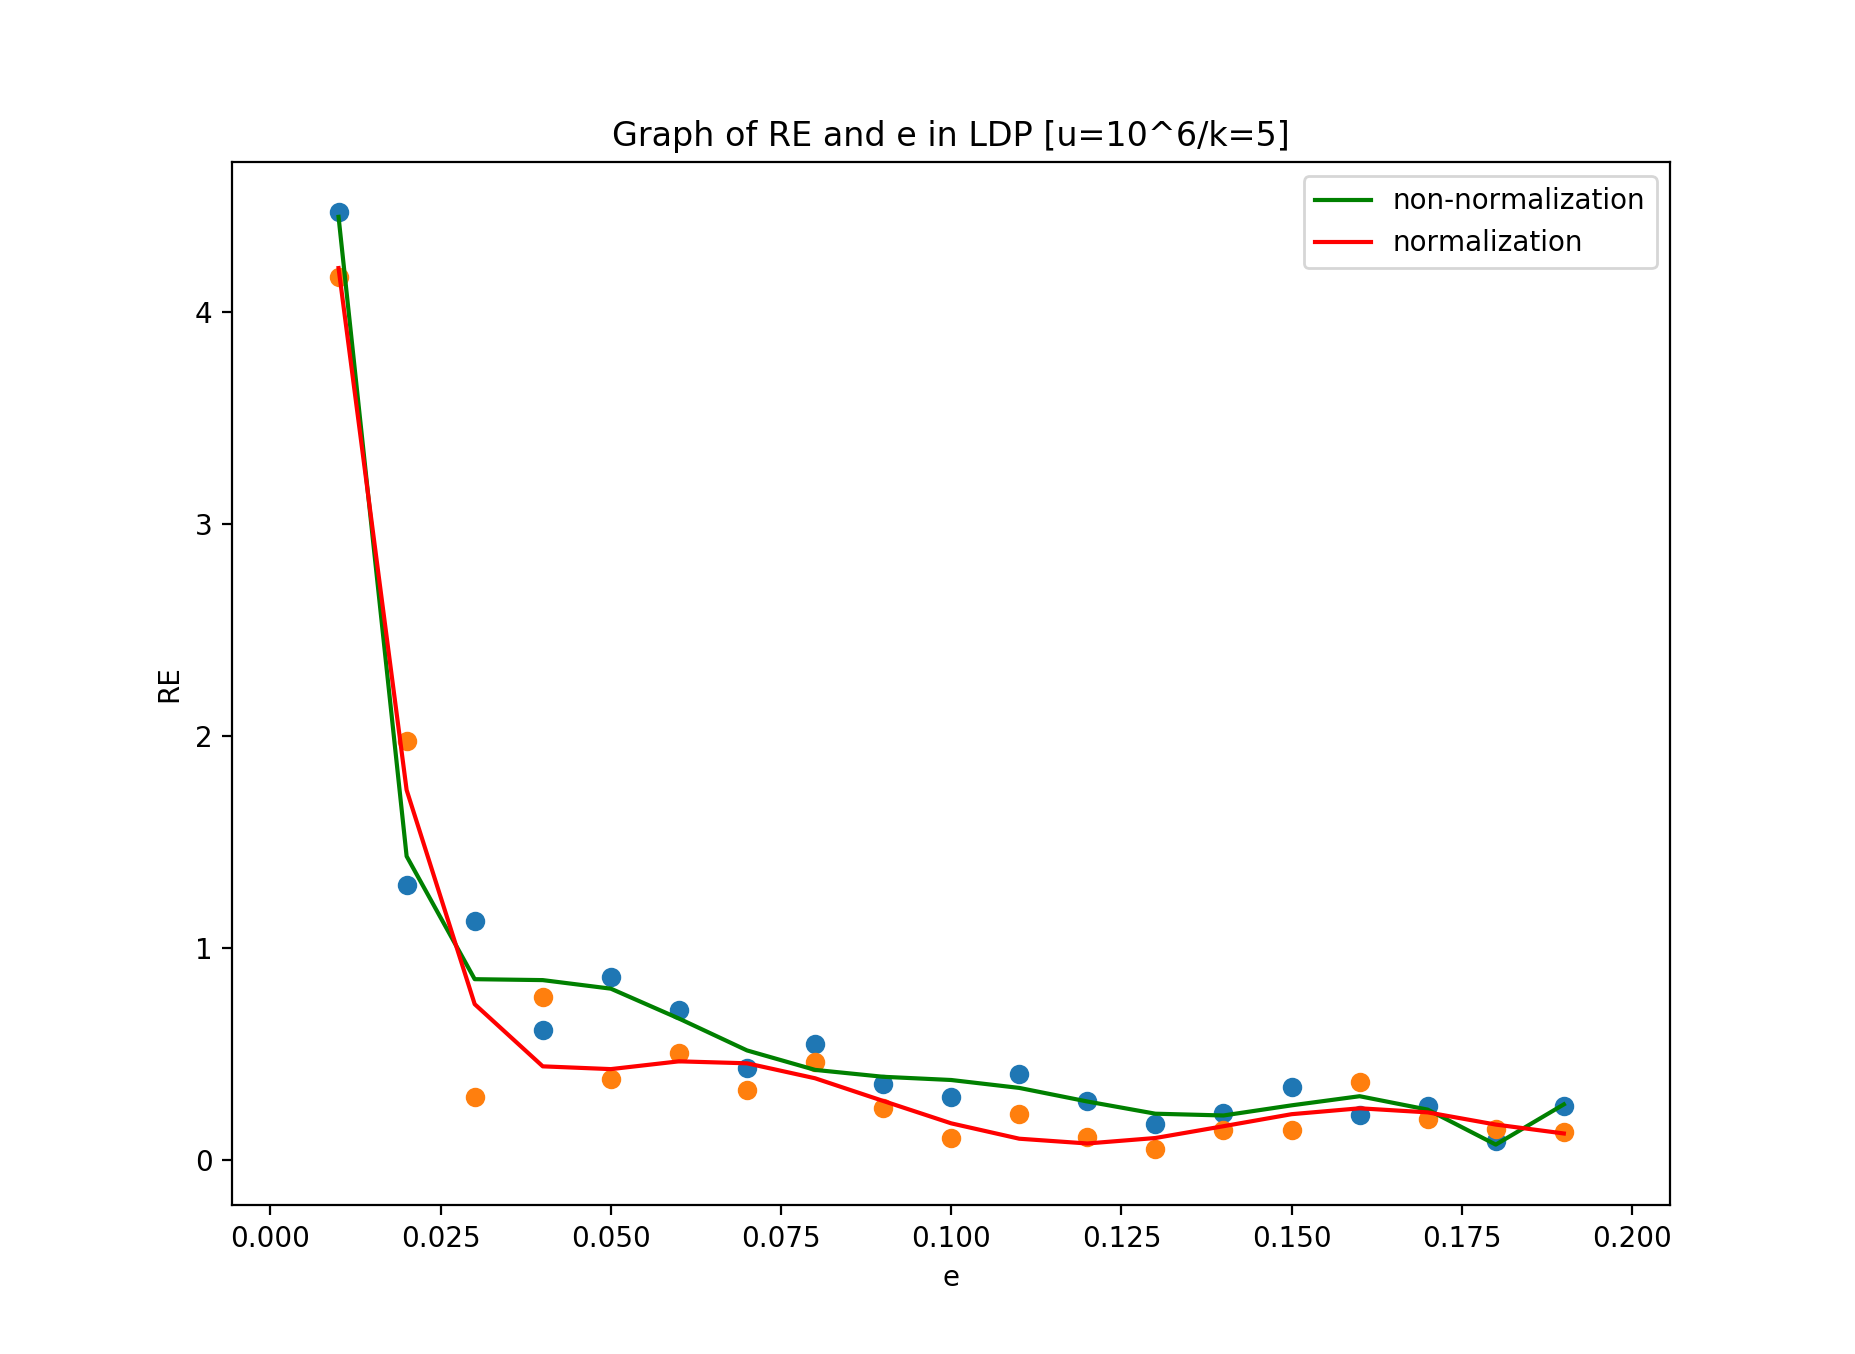 Graph of RE and e in LDP [u=10^6/k=5]
non-normalization
normalization
RE
4
3
2
1
0
0.000 0.025 0.050 0.075 0.100 0.125 0.150 0.175 0.200
e